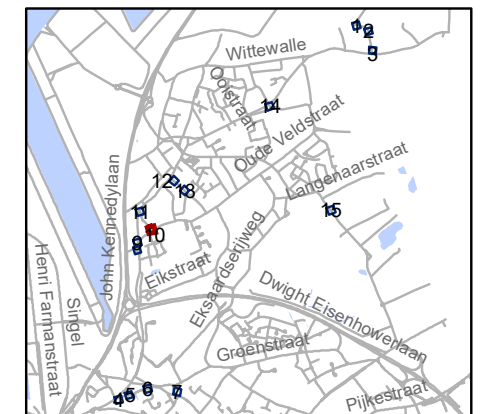 1
2
3
Wittewalle
Oolstraat
14
Oude Veldstraat
Langenaarstraat
12
13
15
11
10
9
8
John Kennedylaan
Eikstraat
Eksaardserijweg
Henri Farmanstraat
Singel
Dwight Eisenhowerlaan
Groenstraat
Pijkestraat
4
5
6
7